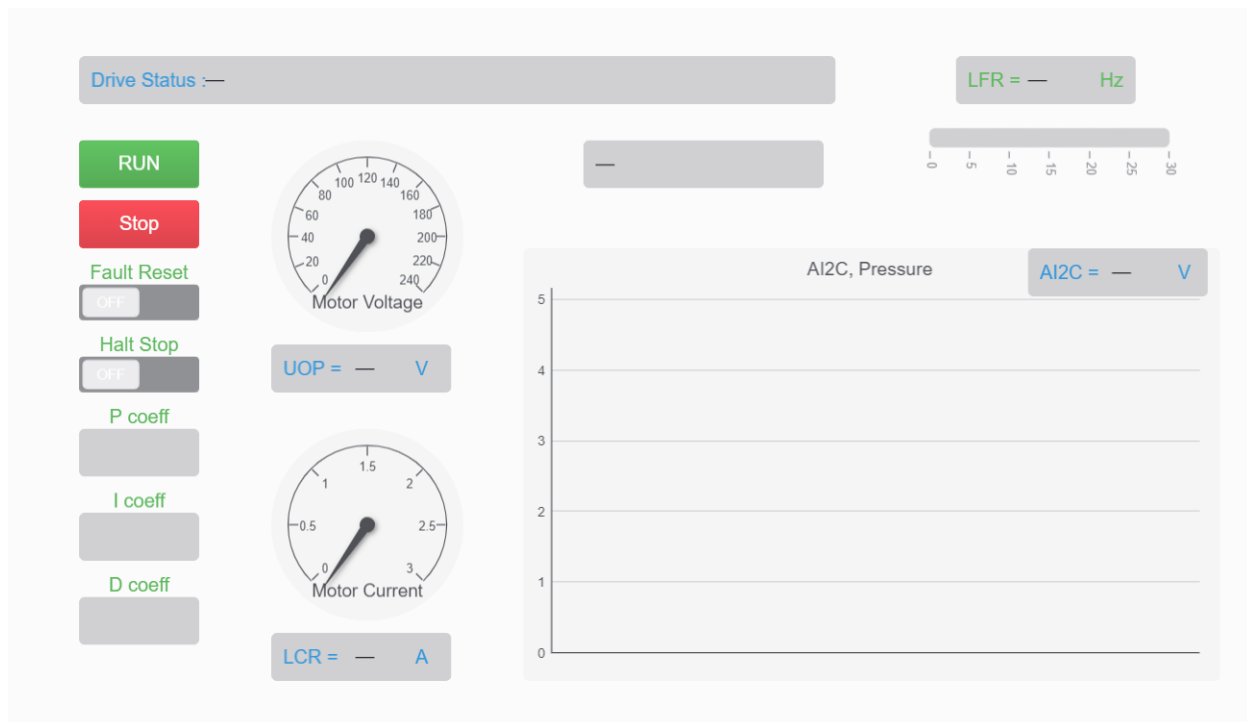 Drive Status :—
LFR = — Hz
RUN
Stop
Fault Reset
OFF
Halt Stop
OFF
P coeff
I coeff
D coeff
0 20 40 60 80 100 120 140 160 180 200 220 240
Motor Voltage
UOP = — V
0 0.5 1 1.5 2 2.5 3
Motor Current
LCR = — A
—
0 5 10 15 20 25 30
AI2C, Pressure
AI2C = — V
5
4
3
2
1
0